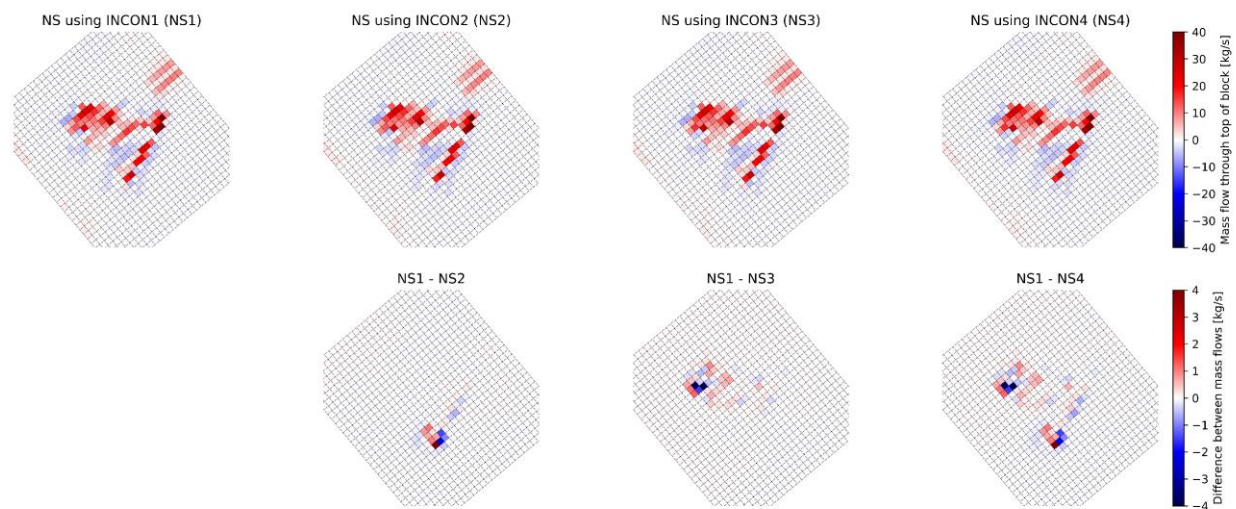 NS using INCON1 (NS1)
NS using INCON2 (NS2)
NS using INCON3 (NS3)
NS using INCON4 (NS4)
40
30
20
10
0
−10
−20
−30
−40
Mass flow through top of block [kg/s]
NS1 - NS2
NS1 - NS3
NS1 - NS4
4
3
2
1
0
−1
−2
−3
−4
Difference between mass flows [kg/s]